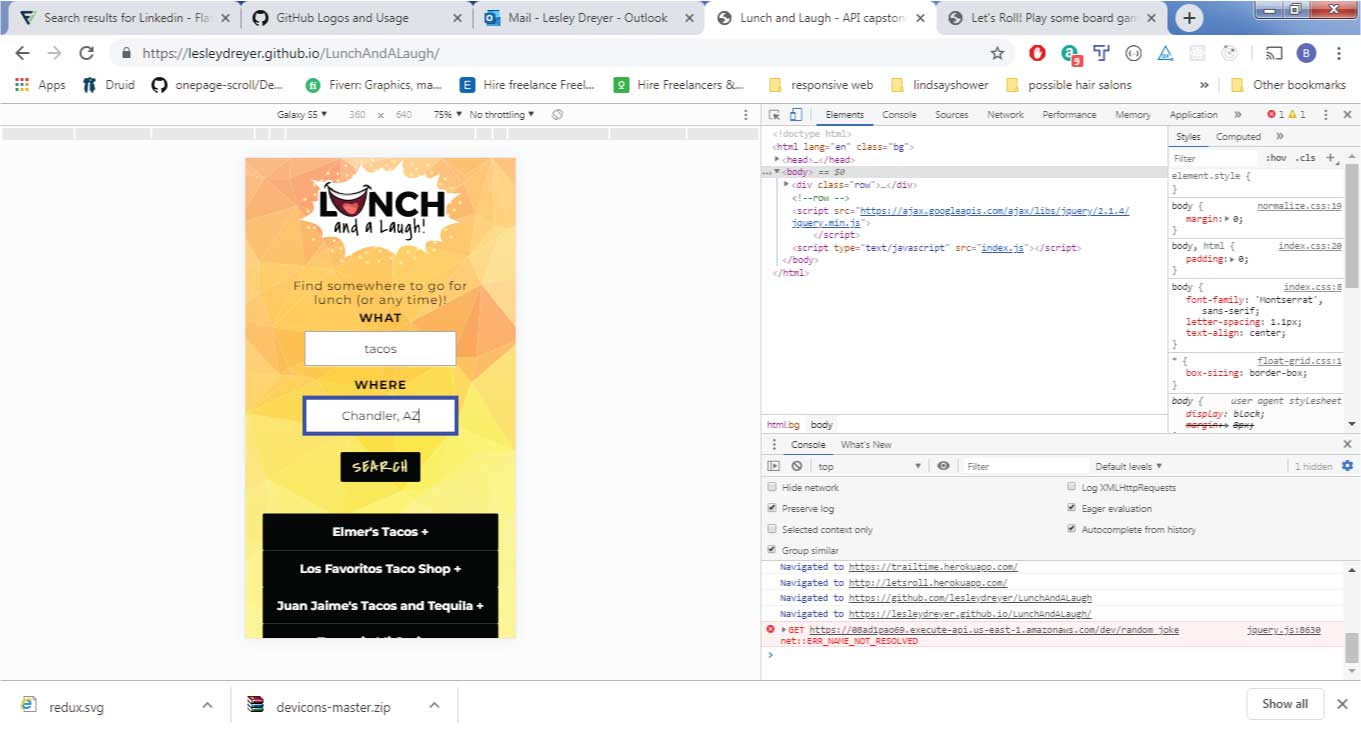 Search results for Linkedin - Fla
GitHub Logos and Usage
Mail - Lesley Dreyer - Outlook
Lunch and Laugh - API capston
Let's Roll! Play some board gam
https://lesleydreyer.github.io/LunchAndALaugh/
9
B
Apps
Druid
onepage-scroll/De...
Fiverr: Graphics, ma...
Hire freelance Freel...
Hire Freelancers &...
responsive web
lindsayshower
possible hair salons
»
Other bookmarks
Galaxy S5 ▼ 360 × 640 75% ▼ No throttling ▼
Elements Console Sources Network Performance Memory Application » 1 1
LUNCH
and a Laugh!
Find somewhere to go for
lunch (or any time)!
WHAT
tacos
WHERE
Chandler, AZ
SEARCH
Elmer's Tacos +
Los Favoritos Taco Shop +
Juan Jaime's Tacos and Tequila +
<!doctype html>
<html lang="en" class="bg">
▶<head>…</head>
…▼<body> == $0
▶<div class="row">…</div>
<!--row -->
<script src="https://ajax.googleapis.com/ajax/libs/jquery/2.1.4/
jquery.min.js">
</script>
<script type="text/javascript" src="index.js"></script>
</body>
</html>
html.bg body
Styles Computed »
Filter :hov .cls +
element.style {
}
body { normalize.css:19
margin:▶ 0;
}
body, html { index.css:20
padding:▶ 0;
}
body { index.css:8
font-family: 'Montserrat',
sans-serif;
letter-spacing: 1.1px;
text-align: center;
}
* { float-grid.css:1
box-sizing: border-box;
}
body { user agent stylesheet
display: block;
margin:▶ 8px;
Console What's New
top ▼ Filter Default levels ▼ 1 hidden
Hide network
Log XMLHttpRequests
Preserve log
Eager evaluation
Selected context only
Autocomplete from history
Group similar
Navigated to https://trailtime.herokuapp.com/
Navigated to http://letsroll.herokuapp.com/
Navigated to https://github.com/lesleydreyer/LunchAndALaugh
Navigated to https://lesleydreyer.github.io/LunchAndALaugh/
▶GET https://08ad1pao69.execute-api.us-east-1.amazonaws.com/dev/random_joke jquery.js:8630
net::ERR_NAME_NOT_RESOLVED
>
redux.svg
devicons-master.zip
Show all